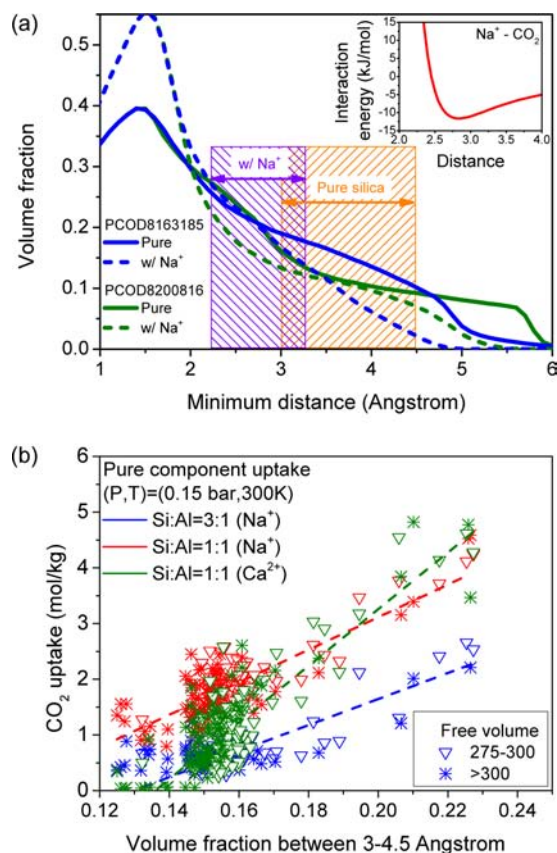 (a)
0.5
0.4
0.3
0.2
0.1
0.0
Volume fraction
w/ Na⁺
Pure silica
PCOD8163185
Pure
w/ Na⁺
PCOD8200816
Pure
w/ Na⁺
1 2 3 4 5 6
Minimum distance (Angstrom)
Interaction
energy (kJ/mol)
15
10
5
0
-5
-10
-15
Na⁺ - CO₂
2.0 2.5 3.0 3.5 4.0
Distance
(b)
6
5
4
3
2
1
0
CO₂ uptake (mol/kg)
Pure component uptake
(P,T)=(0.15 bar,300K)
Si:Al=3:1 (Na⁺)
Si:Al=1:1 (Na⁺)
Si:Al=1:1 (Ca²⁺)
Free volume
275-300
>300
0.12 0.14 0.16 0.18 0.20 0.22 0.24
Volume fraction between 3-4.5 Angstrom